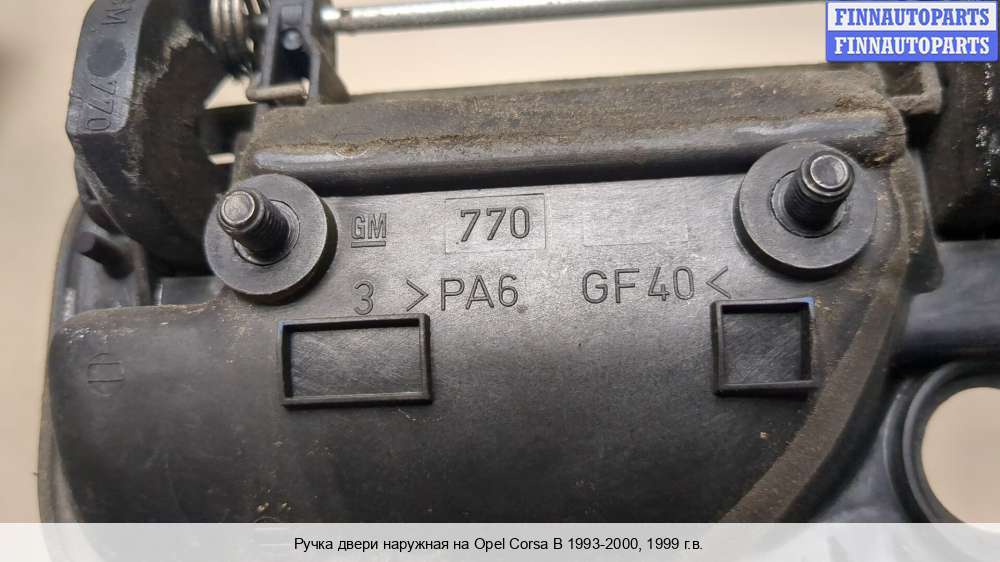 FINNAUTOPARTS
FINNAUTOPARTS
770
GM 770
3 >PA6 GF40<
Ручка двери наружная на Opel Corsa B 1993-2000, 1999 г.в.